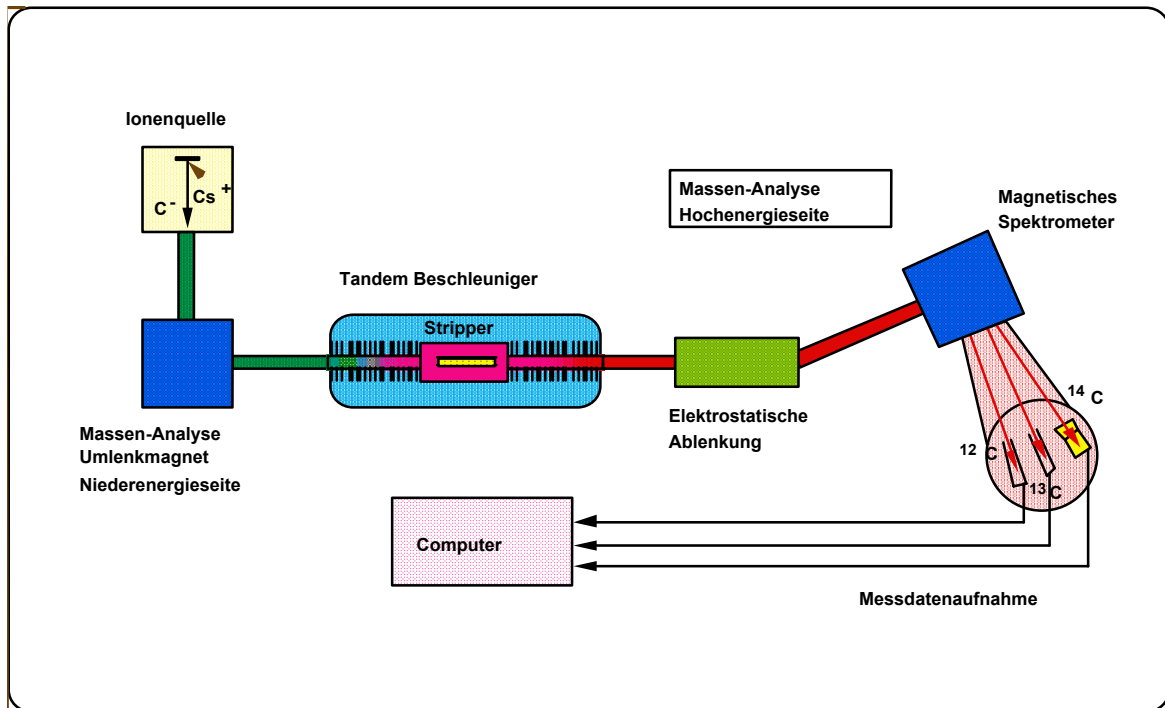 Ionenquelle
Cs +
C -
Massen-Analyse
Umlenkmagnet
Niederenergieseite
Tandem Beschleuniger
Stripper
Massen-Analyse
Hochenergieseite
Elektrostatische
Ablenkung
Magnetisches
Spektrometer
14 C
12 C
13 C
Computer
Messdatenaufnahme